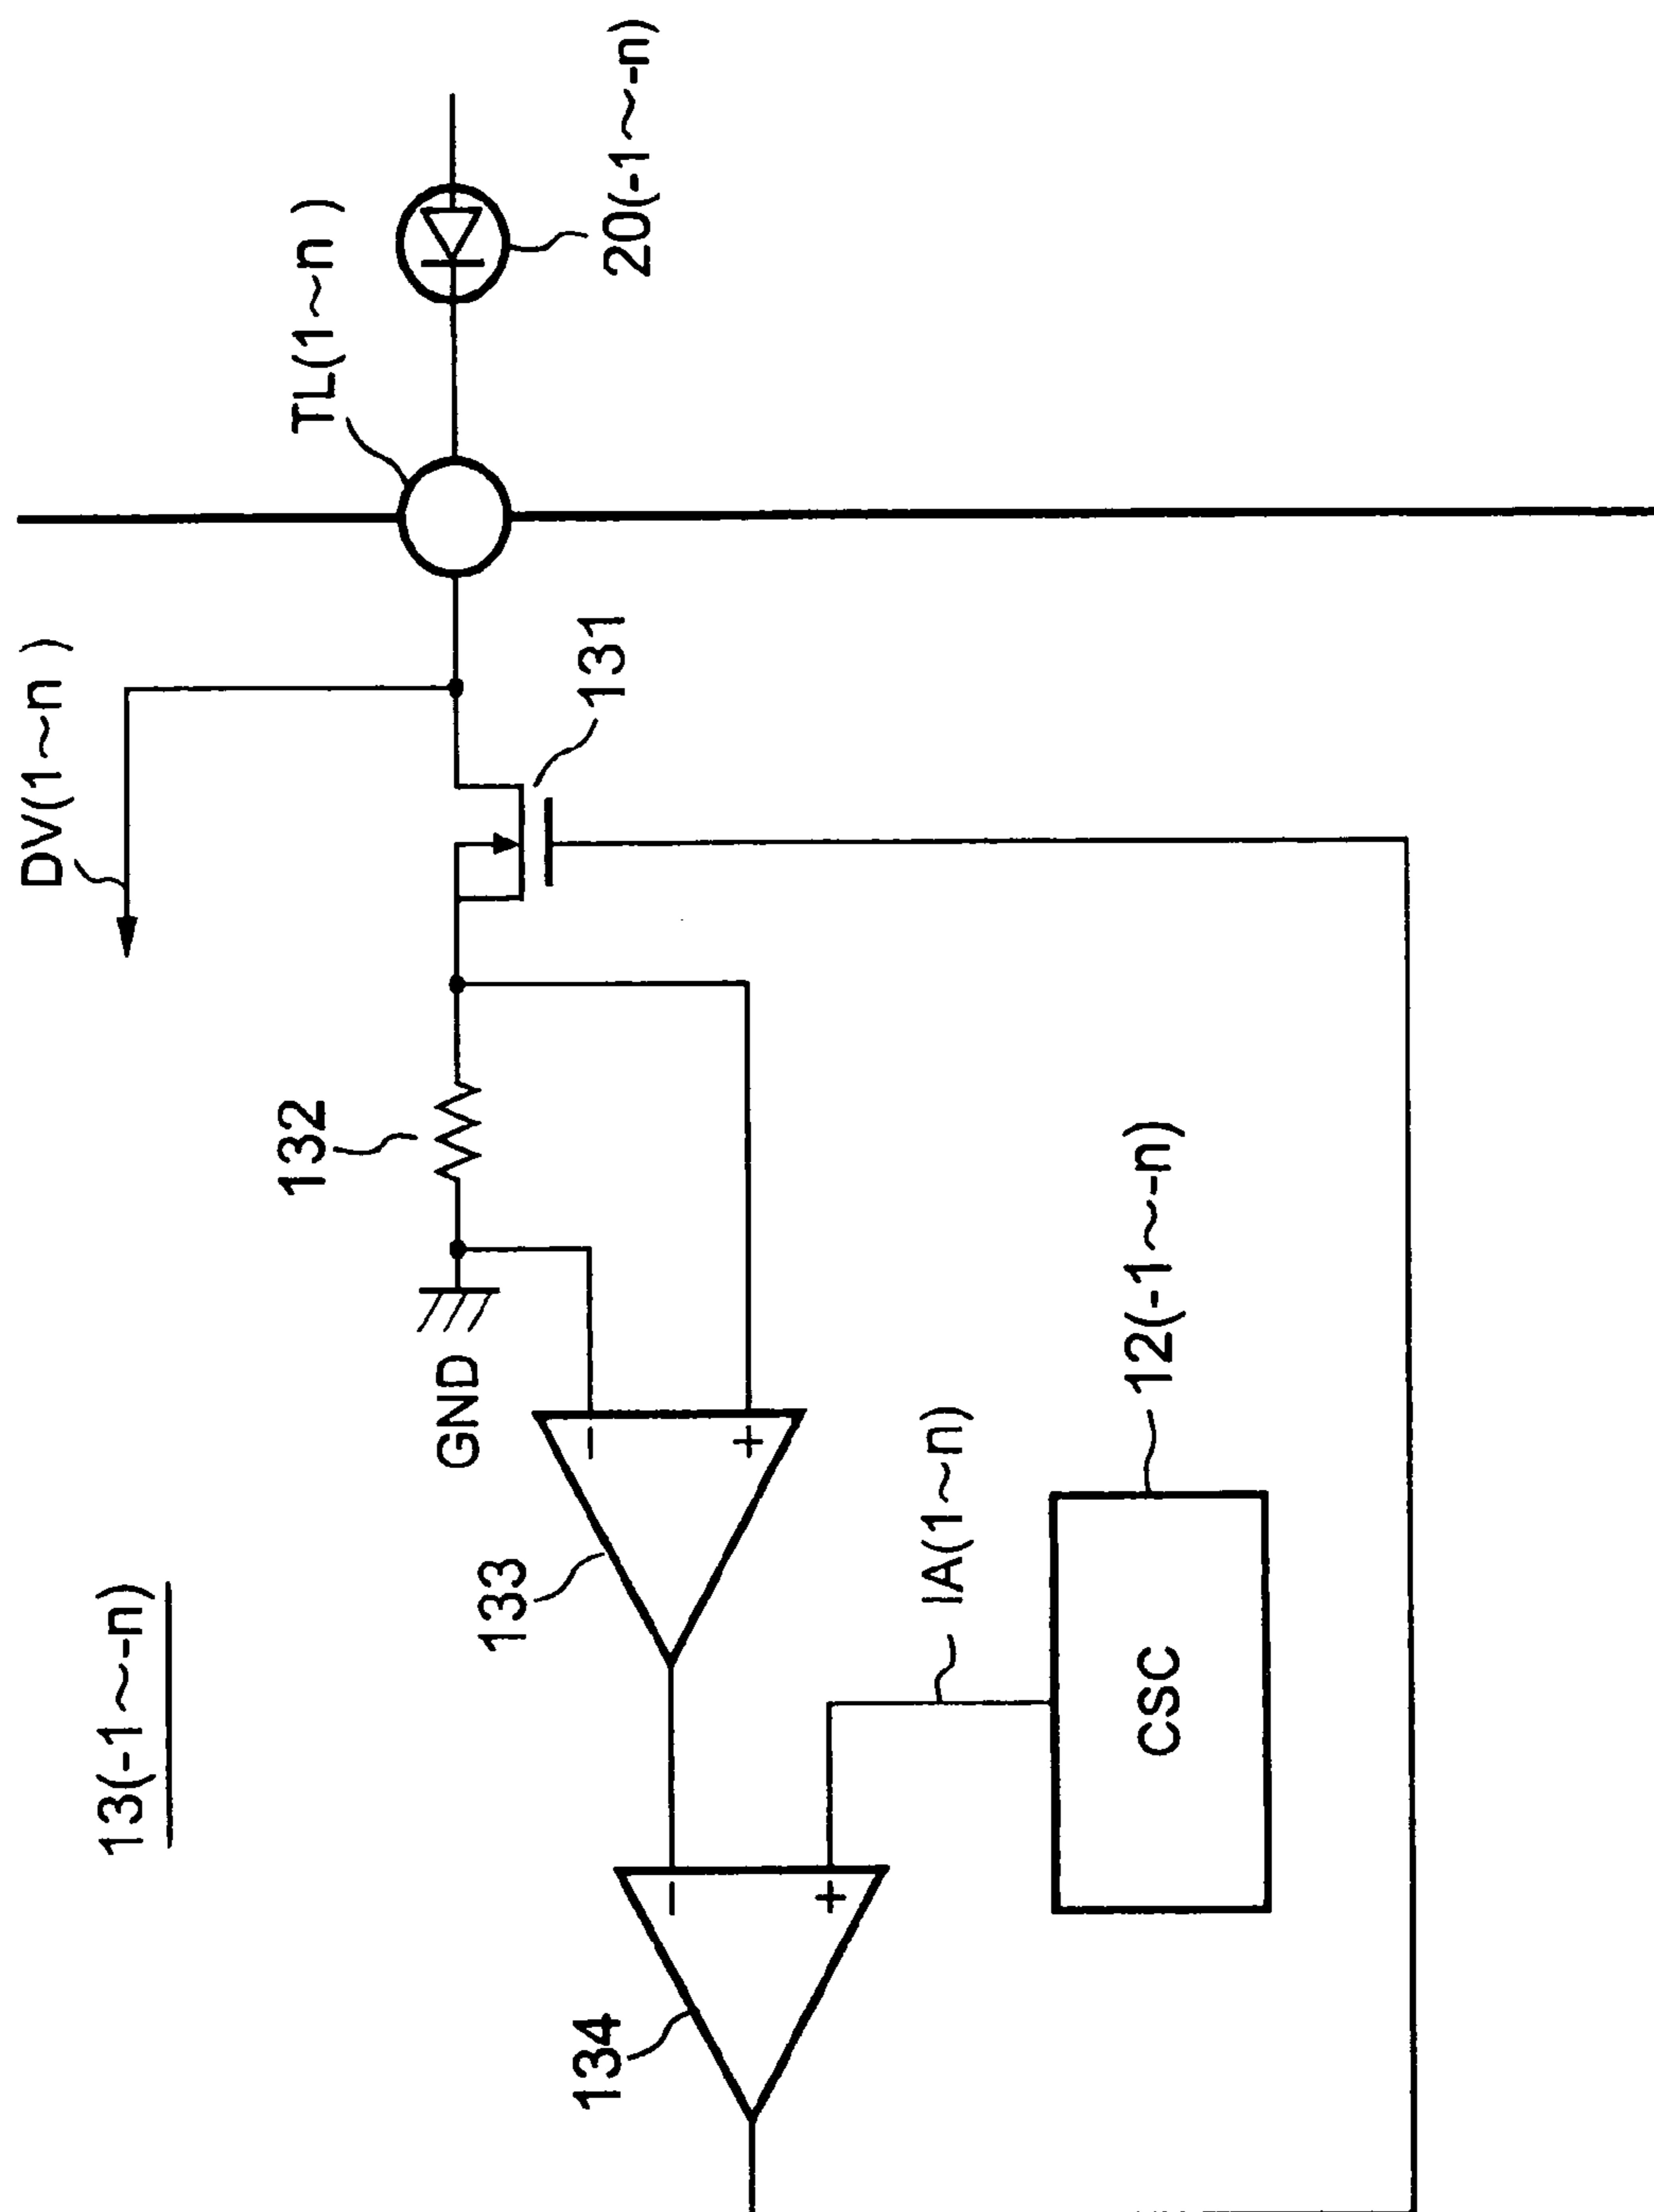 13(-1~-n)
DV(1~n)
TL(1~n)
20(-1~-n)
131
132
GND
133
134
-
+
-
+
IA(1~n)
CSC
12(-1~-n)